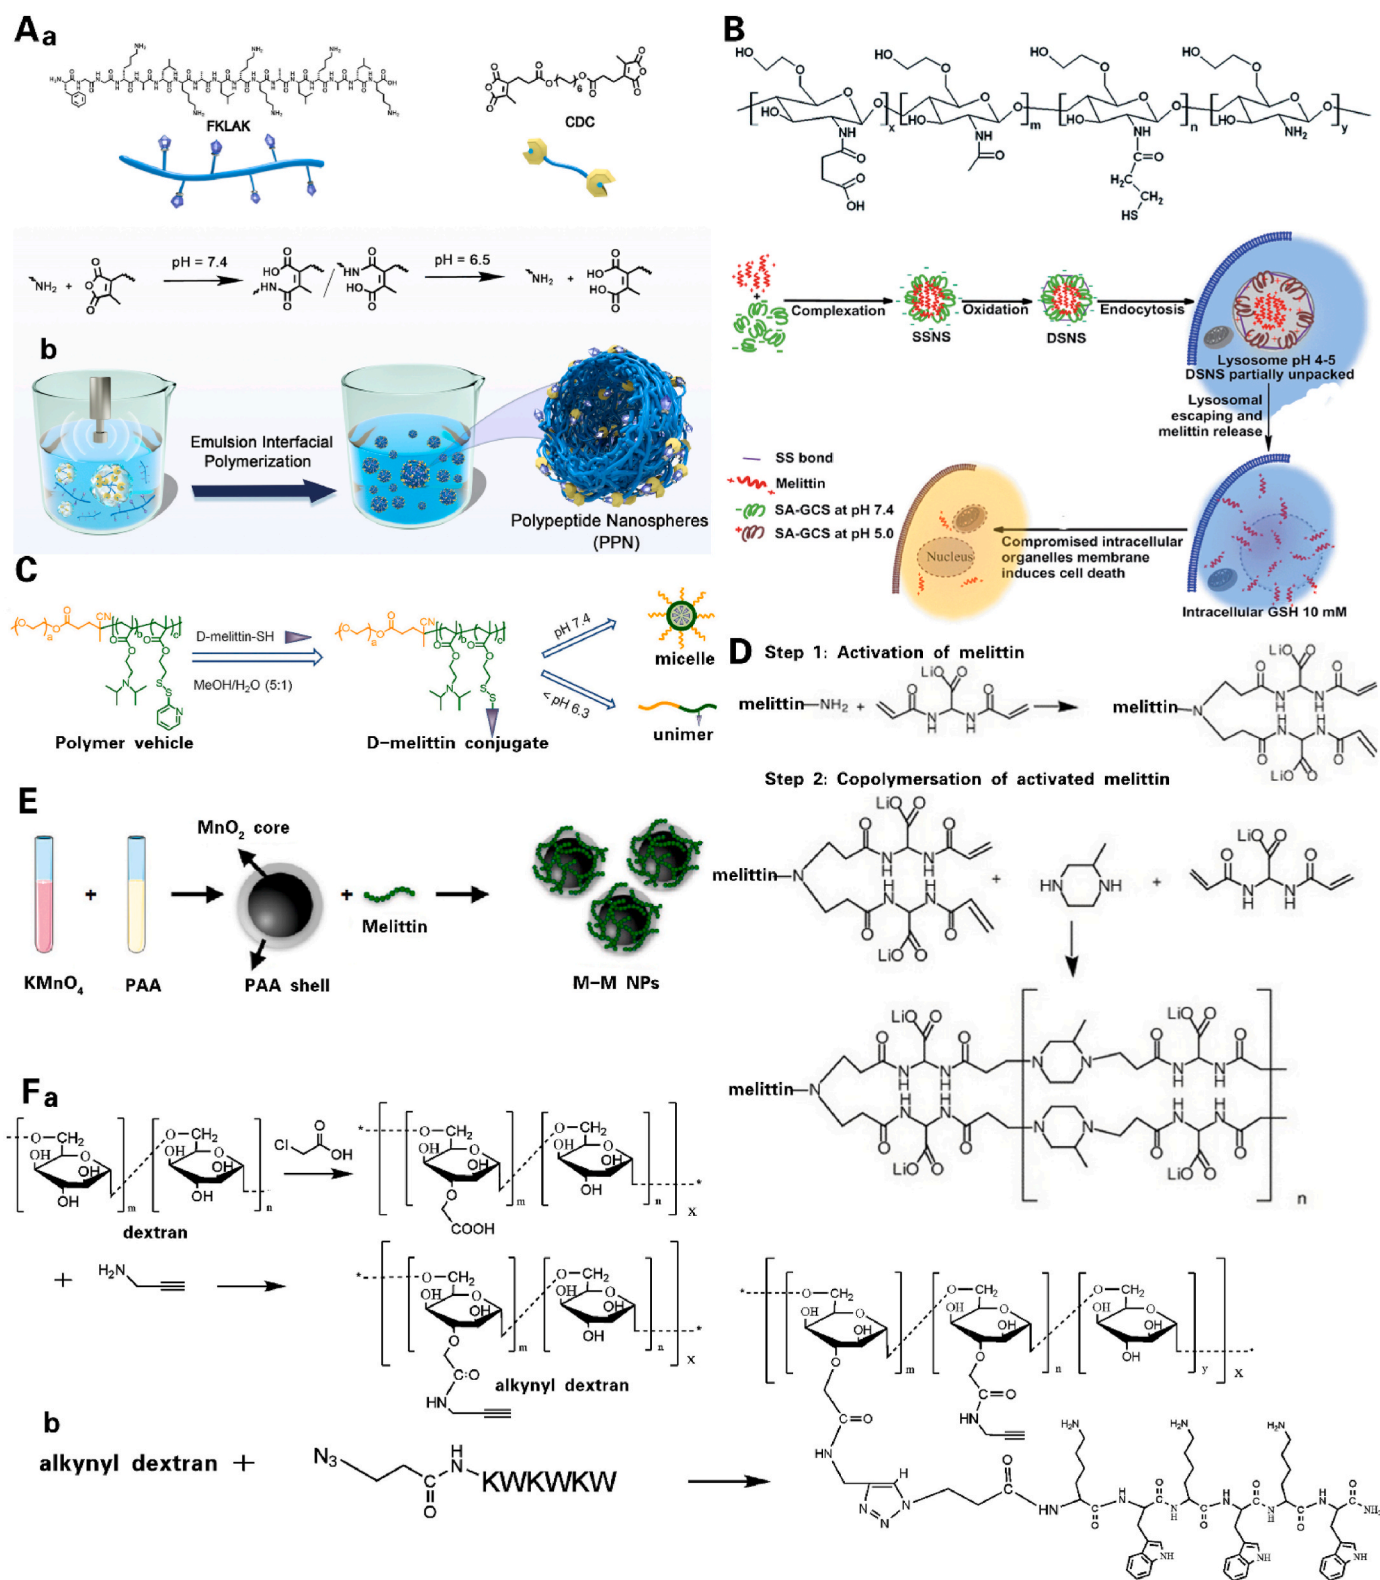 A a
FKLAK
CDC
NH2 +
pH = 7.4
/
pH = 6.5
NH2 +
b
Emulsion Interfacial
Polymerization
Polypeptide Nanospheres
(PPN)
B
Complexation
SSNS
Oxidation
DSNS
Endocytosis
Lysosome pH 4-5
DSNS partially unpacked
Lysosomal
escaping and
melittin release
SS bond
Melittin
SA-GCS at pH 7.4
SA-GCS at pH 5.0
Nucleus
Compromised intracellular
organelles membrane
induces cell death
Intracellular GSH 10 mM
C
D-melittin-SH
MeOH/H2O (5:1)
Polymer vehicle
D-melittin conjugate
pH 7.4
< pH 6.3
micelle
unimer
D
Step 1: Activation of melittin
melittin—NH2 +
melittin
Step 2: Copolymersation of activated melittin
melittin
+
+
melittin
n
E
MnO2 core
+
+
Melittin
KMnO4
PAA
PAA shell
M-M NPs
F a
dextran
+
alkynyl dextran
b
alkynyl dextran +
KWKWKW